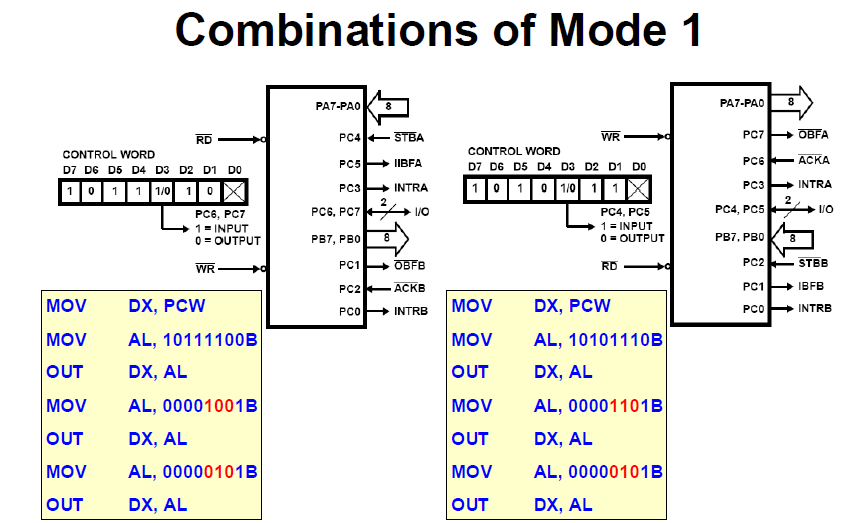 Combinations of Mode 1
CONTROL WORD
D7 D6 D5 D4 D3 D2 D1 D0
1 0 1 1 1/0 1 0
PC6, PC7
1 = INPUT
0 = OUTPUT
RD
WR
PA7-PA0 8
PC4 STBA
PC5 IIBFA
PC3 INTRA
PC6, PC7 2 I/O
PB7, PB0 8
PC1 OBFB
PC2 ACKB
PC0 INTRB
MOV DX, PCW
MOV AL, 10111100B
OUT DX, AL
MOV AL, 00001001B
OUT DX, AL
MOV AL, 00000101B
OUT DX, AL
CONTROL WORD
D7 D6 D5 D4 D3 D2 D1 D0
1 0 1 0 1/0 1 1
PC4, PC5
1 = INPUT
0 = OUTPUT
WR
RD
PA7-PA0 8
PC7 OBFA
PC6 ACKA
PC3 INTRA
PC4, PC5 2 I/O
PB7, PB0 8
PC2 STBB
PC1 IBFB
PC0 INTRB
MOV DX, PCW
MOV AL, 10101110B
OUT DX, AL
MOV AL, 00001101B
OUT DX, AL
MOV AL, 00000101B
OUT DX, AL